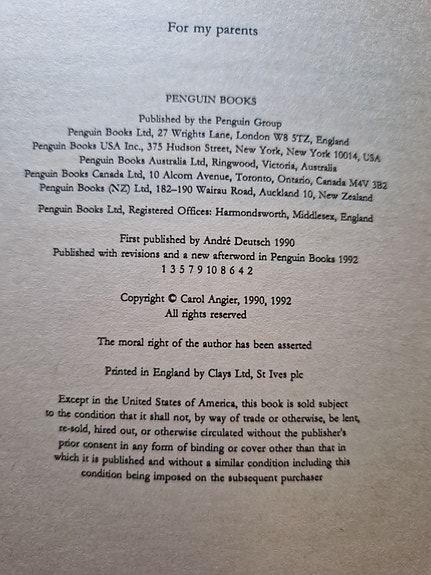 For my parents
PENGUIN BOOKS
Published by the Penguin Group
Penguin Books Ltd, 27 Wrights Lane, London W8 5TZ, England
Penguin Books USA Inc., 375 Hudson Street, New York, New York 10014, USA
Penguin Books Australia Ltd, Ringwood, Victoria, Australia
Penguin Books Canada Ltd, 10 Alcorn Avenue, Toronto, Ontario, Canada M4V 3B2
Penguin Books (NZ) Ltd, 182–190 Wairau Road, Auckland 10, New Zealand
Penguin Books Ltd, Registered Offices: Harmondsworth, Middlesex, England
First published by André Deutsch 1990
Published with revisions and a new afterword in Penguin Books 1992
1 3 5 7 9 10 8 6 4 2
Copyright © Carol Angier, 1990, 1992
All rights reserved
The moral right of the author has been asserted
Printed in England by Clays Ltd, St Ives plc
Except in the United States of America, this book is sold subject
to the condition that it shall not, by way of trade or otherwise, be lent,
re-sold, hired out, or otherwise circulated without the publisher's
prior consent in any form of binding or cover other than that in
which it is published and without a similar condition including this
condition being imposed on the subsequent purchaser